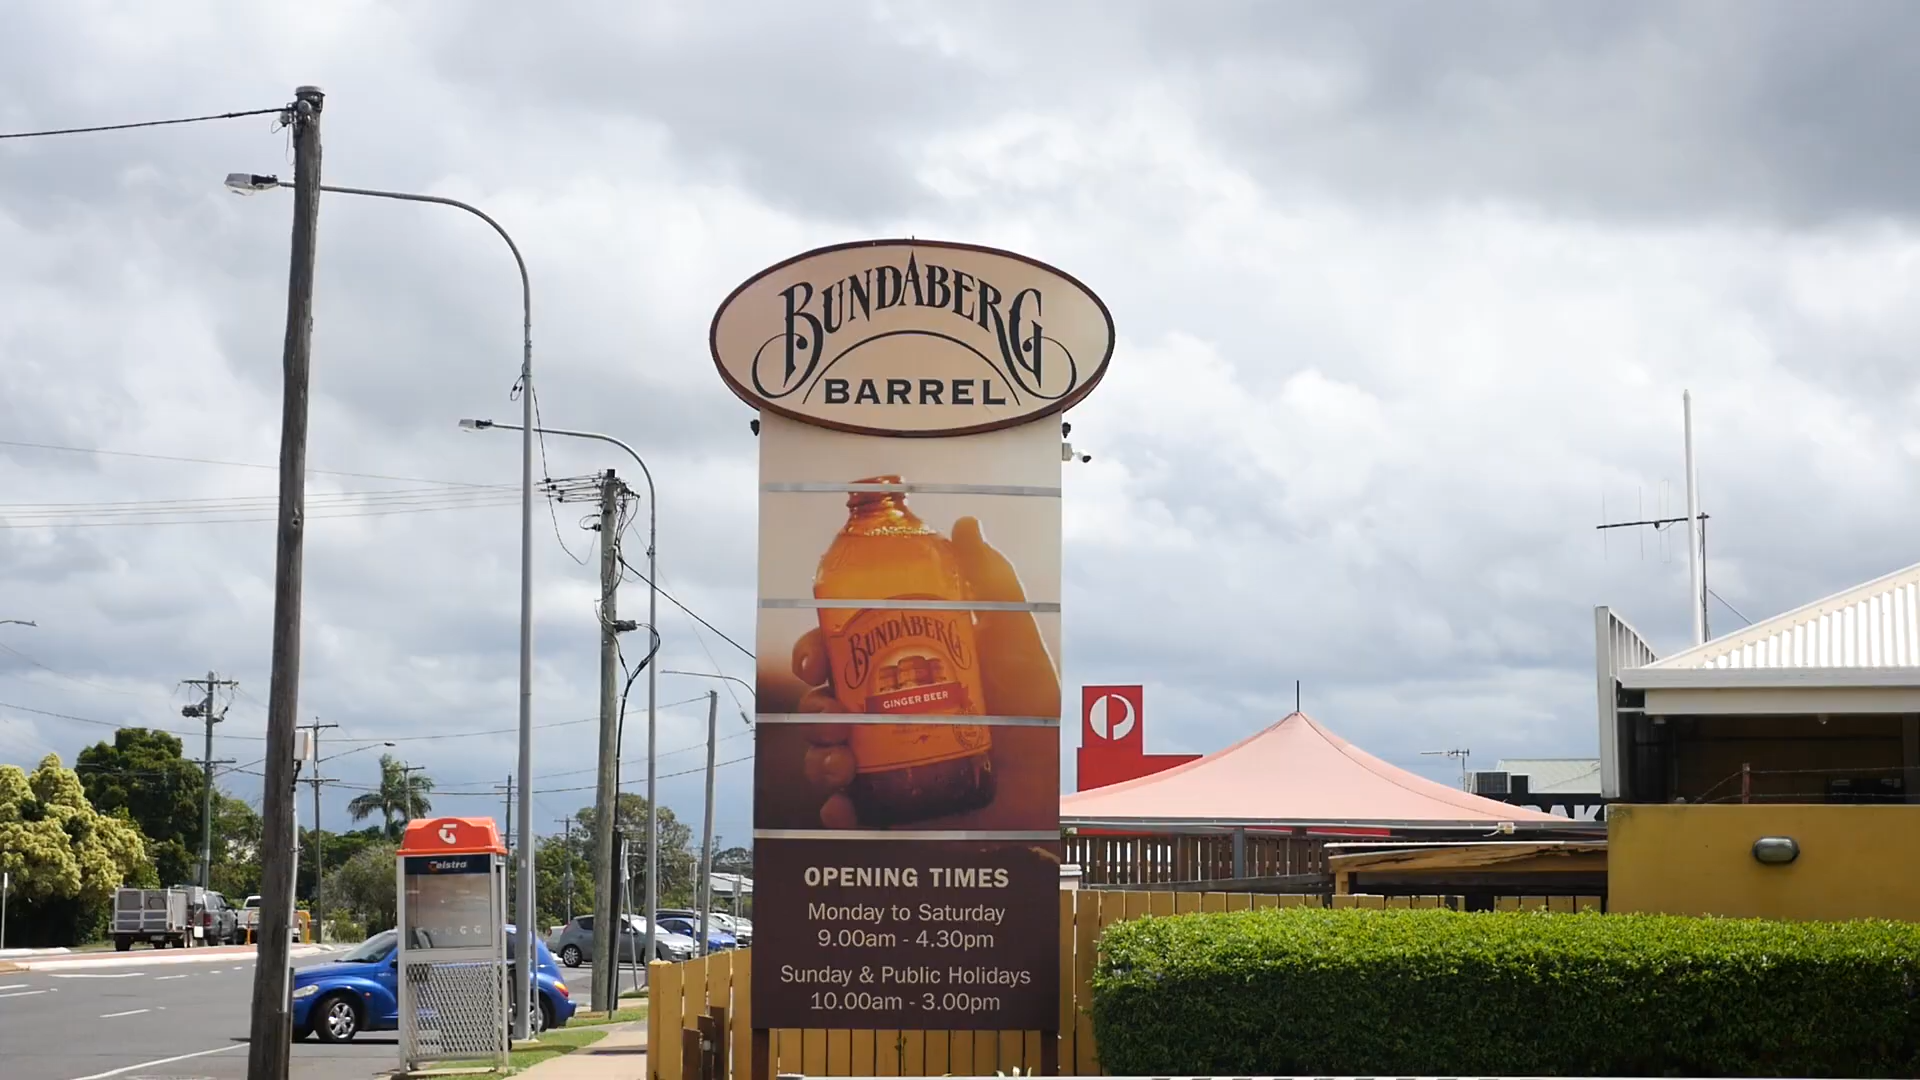 BUNDABERG
BARREL
BUNDABERG
GINGER BEER
OPENING TIMES
Monday to Saturday
9.00am - 4.30pm
Sunday & Public Holidays
10.00am - 3.00pm
Telstra